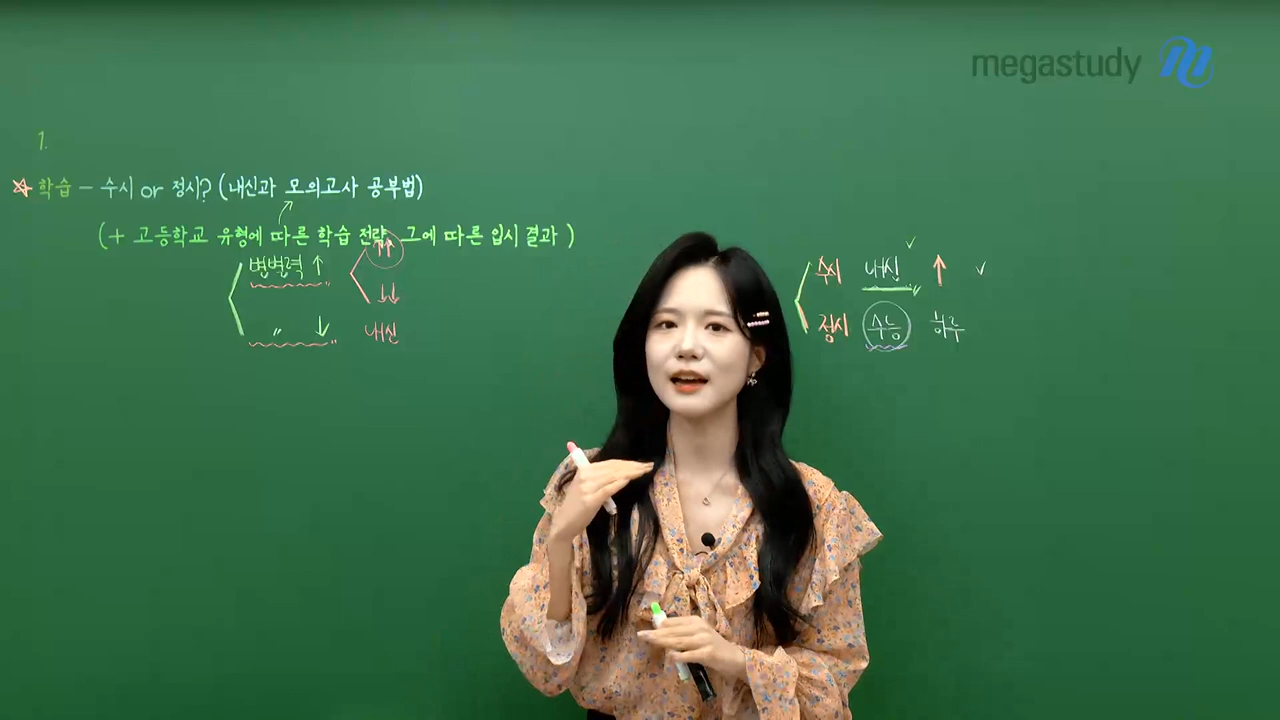 megastudy
1.
☆ 학습 - 수시 or 정시? (내신과 모의고사 공부법)
(+ 고등학교 유형에 따른 학습 전략, 그에 따른 입시 결과)
변별력 ↑ ↑↑
↓↓
〃 ↓ 내신
수시 내신 ↑ ✓
정시 수능 하루